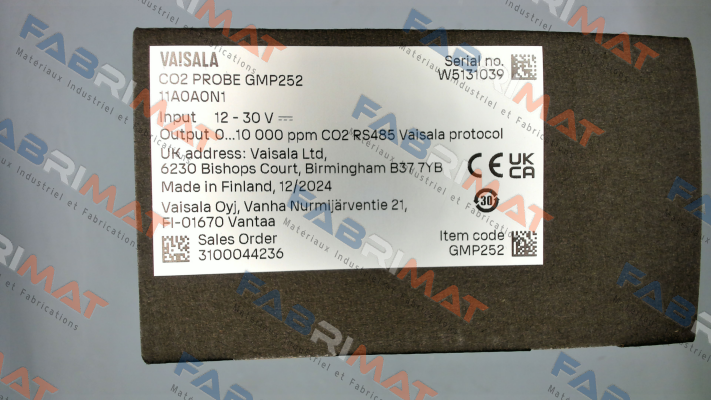 VAISALA
CO2 PROBE GMP252
11A0A0N1
Serial no.
W5131039
Input 12 - 30 V
Output 0...10 000 ppm CO2 RS485 Vaisala protocol
UK address: Vaisala Ltd,
6230 Bishops Court, Birmingham B37 7YB
Made in Finland, 12/2024
Vaisala Oyj, Vanha Nurmijärventie 21,
FI-01670 Vantaa
CE UK
CA
30
Sales Order
3100044236
Item code
GMP252
FABRIMAT
Materiaux Industriel et Fabrications